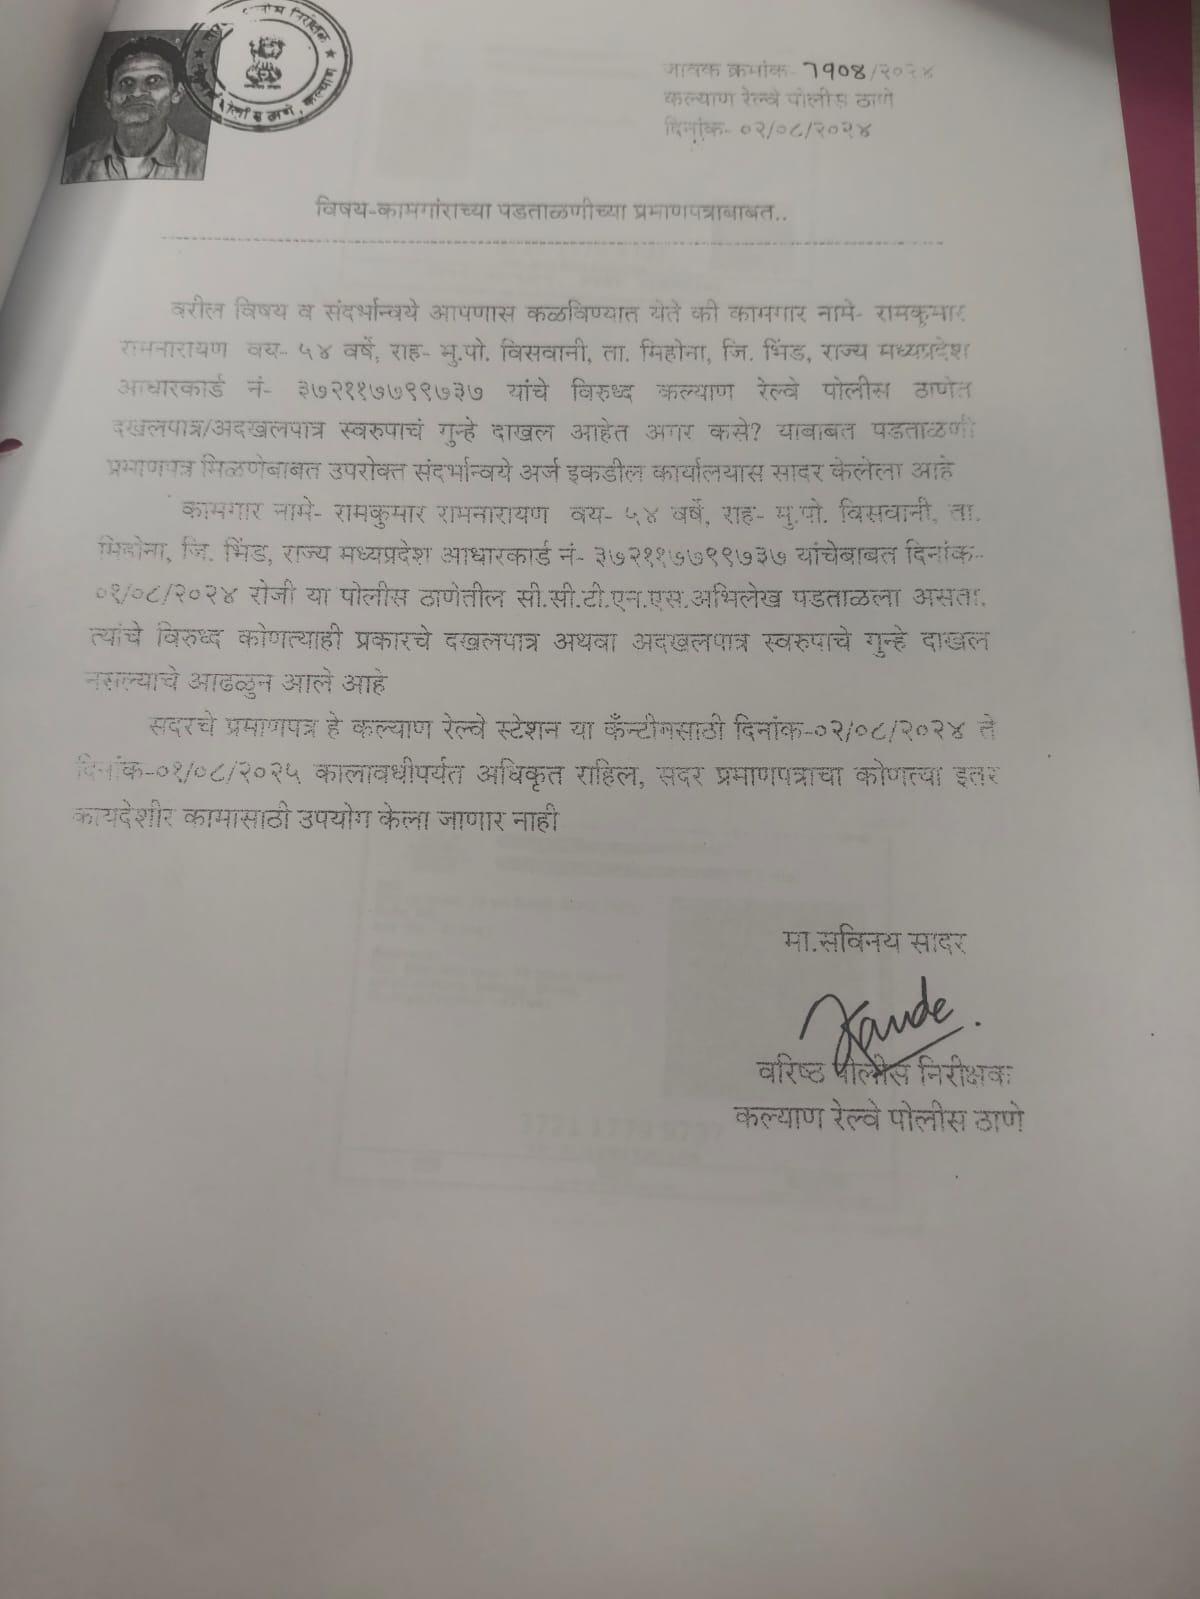 पोलीस निरीक्षक
पोलीस ठाणे, कल्याण
जावक क्रमांक- 1908/२०२४
कल्याण रेल्वे पोलीस ठाणे
दिनांक- ०२/०८/२०२४
विषय-कामगांराच्या पडताळणीच्या प्रमाणपत्राबाबत..
वरील विषय व संदर्भान्वये आपणास कळविण्यात येते की कामगार नामे- रामकुमार
रामनारायण वय- ५४ वर्षे, राह- मु.पो. विसवानी, ता. मिहोना, जि. भिंड, राज्य मध्यप्रदेश
आधारकार्ड नं- ३७२११७७९९७३७ यांचे विरुध्द कल्याण रेल्वे पोलीस ठाणेत
दखलपात्र/अदखलपात्र स्वरुपाचं गुन्हे दाखल आहेत अगर कसे? याबाबत पडताळणी
प्रमाणपत्र मिळणेबाबत उपरोक्त संदर्भान्वये अर्ज इकडील कार्यालयास सादर केलेला आहे
कामगार नामे- रामकुमार रामनारायण वय- ५४ वर्षे, राह- मु.पो. विसवानी, ता.
मिहोना, जि. भिंड, राज्य मध्यप्रदेश आधारकार्ड नं- ३७२११७७९९७३७ यांचेबाबत दिनांक-
०१/०८/२०२४ रोजी या पोलीस ठाणेतील सी.सी.टी.एन.एस.अभिलेख पडताळला असता.
त्यांचे विरुध्द कोणत्याही प्रकारचे दखलपात्र अथवा अदखलपात्र स्वरुपाचे गुन्हे दाखल
नसल्याचे आढळुन आले आहे
सदरचे प्रमाणपत्र हे कल्याण रेल्वे स्टेशन या कॅन्टीनसाठी दिनांक-०२/०८/२०२४ ते
दिनांक-०१/०८/२०२५ कालावधीपर्यत अधिकृत राहिल, सदर प्रमाणपत्राचा कोणत्या इतर
कायदेशीर कामासाठी उपयोग केला जाणार नाही
मा.सविनय सादर
वरिष्ठ पोलीस निरीक्षक
कल्याण रेल्वे पोलीस ठाणे